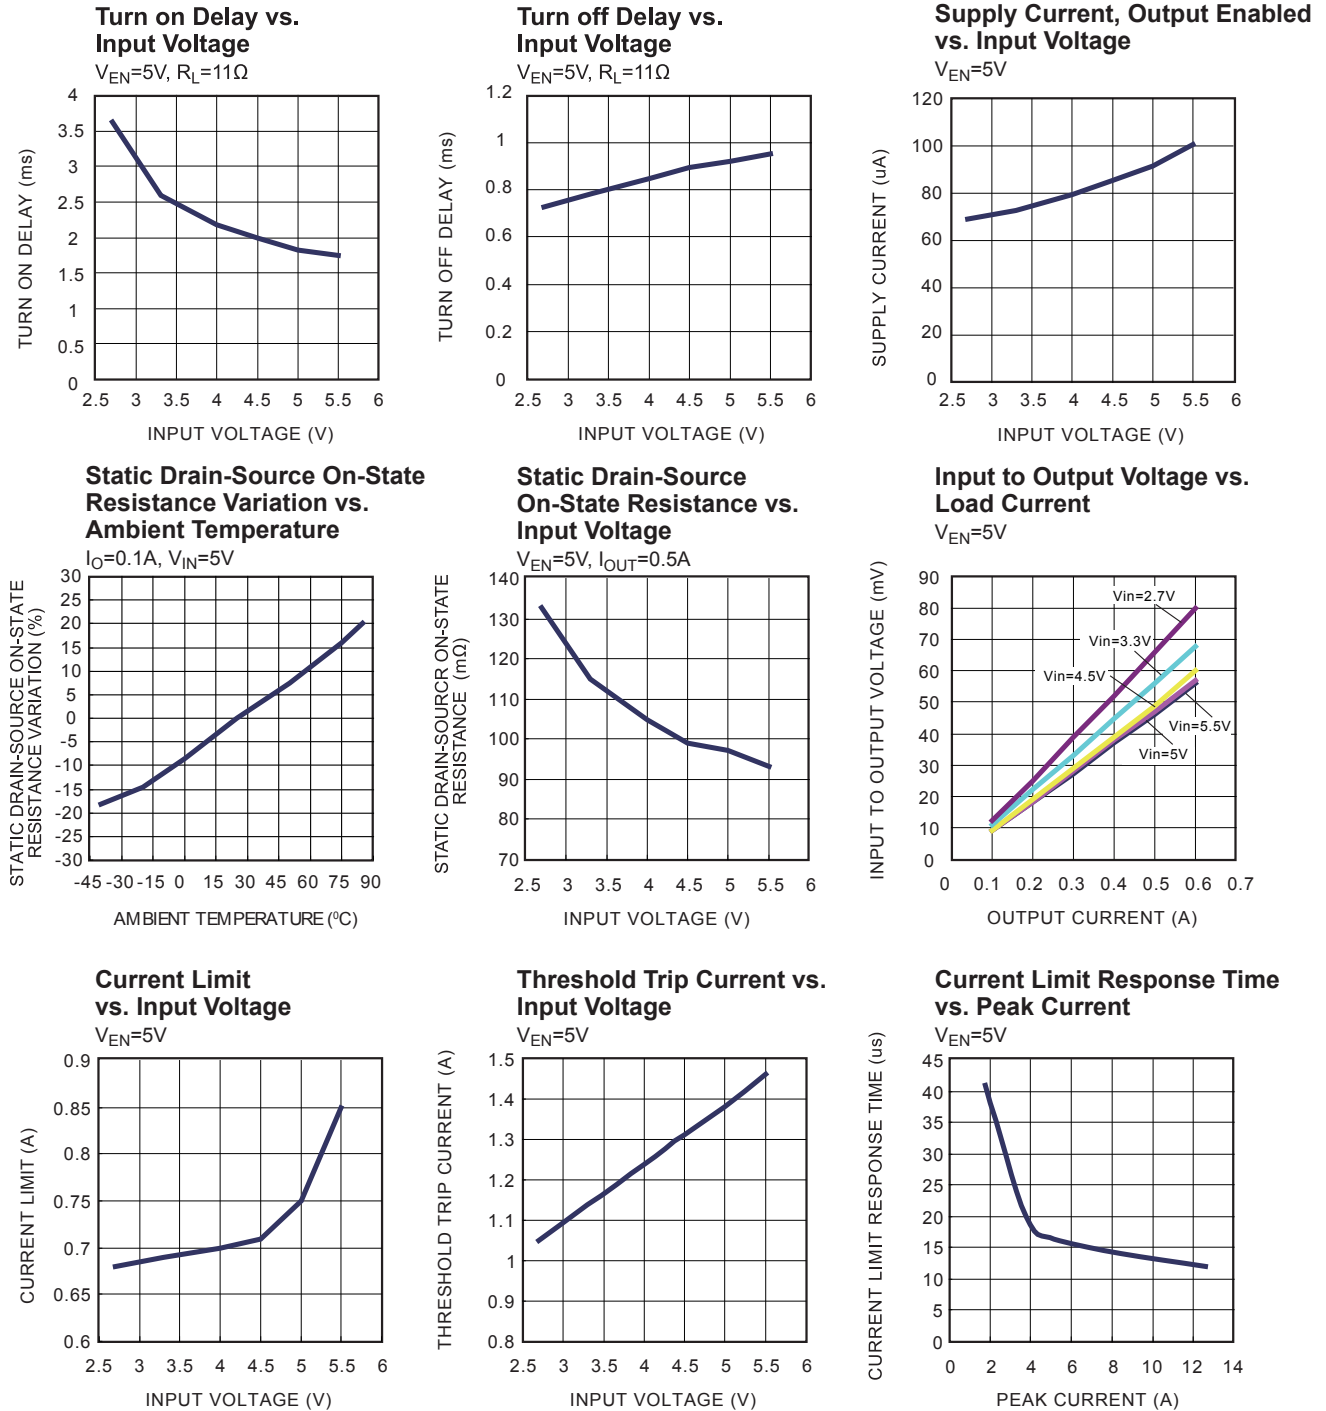 Turn on Delay vs.
Input Voltage
VEN=5V, RL=11Ω
4
3.5
3
2.5
2
1.5
1
0.5
0
TURN ON DELAY (ms)
2.5 3 3.5 4 4.5 5 5.5 6
INPUT VOLTAGE (V)
Turn off Delay vs.
Input Voltage
VEN=5V, RL=11Ω
1.2
1
0.8
0.6
0.4
0.2
0
TURN OFF DELAY (ms)
2.5 3 3.5 4 4.5 5 5.5 6
INPUT VOLTAGE (V)
Supply Current, Output Enabled
vs. Input Voltage
VEN=5V
120
100
80
60
40
20
0
SUPPLY CURRENT (uA)
2.5 3 3.5 4 4.5 5 5.5 6
INPUT VOLTAGE (V)
Static Drain-Source On-State
Resistance Variation vs.
Ambient Temperature
IO=0.1A, VIN=5V
30
25
20
15
10
5
0
-5
-10
-15
-20
-25
-30
STATIC DRAIN-SOURCE ON-STATE
RESISTANCE VARIATION (%)
-45 -30 -15 0 15 30 45 60 75 90
AMBIENT TEMPERATURE (⁰C)
Static Drain-Source
On-State Resistance vs.
Input Voltage
VEN=5V, IOUT=0.5A
140
130
120
110
100
90
80
70
STATIC DRAIN-SOURCR ON-STATE
RESISTANCE (mΩ)
2.5 3 3.5 4 4.5 5 5.5 6
INPUT VOLTAGE (V)
Input to Output Voltage vs.
Load Current
VEN=5V
90
80
70
60
50
40
30
20
10
0
INPUT TO OUTPUT VOLTAGE (mV)
Vin=2.7V
Vin=3.3V
Vin=4.5V
Vin=5.5V
Vin=5V
0 0.1 0.2 0.3 0.4 0.5 0.6 0.7
OUTPUT CURRENT (A)
Current Limit
vs. Input Voltage
VEN=5V
0.9
0.85
0.8
0.75
0.7
0.65
0.6
CURRENT LIMIT (A)
2.5 3 3.5 4 4.5 5 5.5 6
INPUT VOLTAGE (V)
Threshold Trip Current vs.
Input Voltage
VEN=5V
1.5
1.4
1.3
1.2
1.1
1
0.9
0.8
THRESHOLD TRIP CURRENT (A)
2.5 3 3.5 4 4.5 5 5.5 6
INPUT VOLTAGE (V)
Current Limit Response Time
vs. Peak Current
VEN=5V
45
40
35
30
25
20
15
10
5
0
CURRENT LIMIT RESPONSE TIME (us)
0 2 4 6 8 10 12 14
PEAK CURRENT (A)